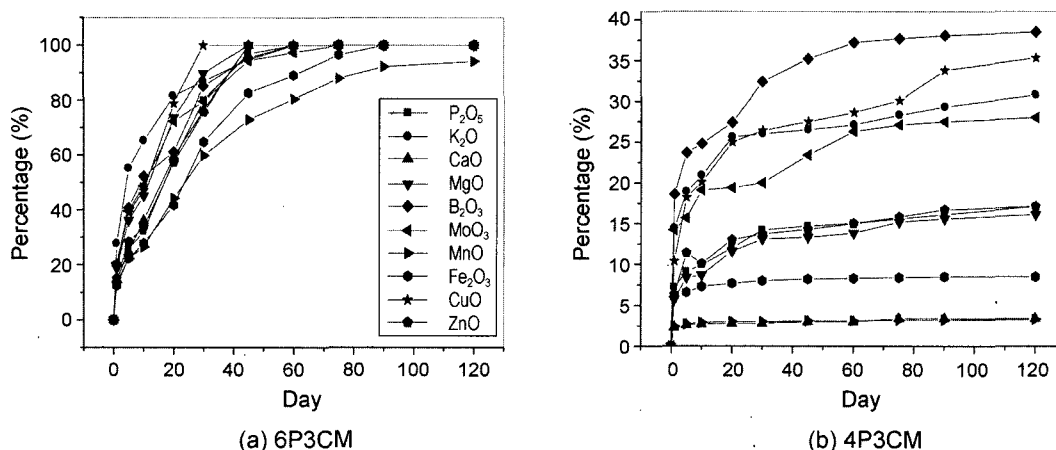 Percentage (%)
100
80
60
40
20
0
P₂O₅
K₂O
CaO
MgO
B₂O₃
MoO₃
MnO
Fe₂O₃
CuO
ZnO
0 20 40 60 80 100 120
Day
(a) 6P3CM
Percentage (%)
40
35
30
25
20
15
10
5
0
0 20 40 60 80 100 120
Day
(b) 4P3CM